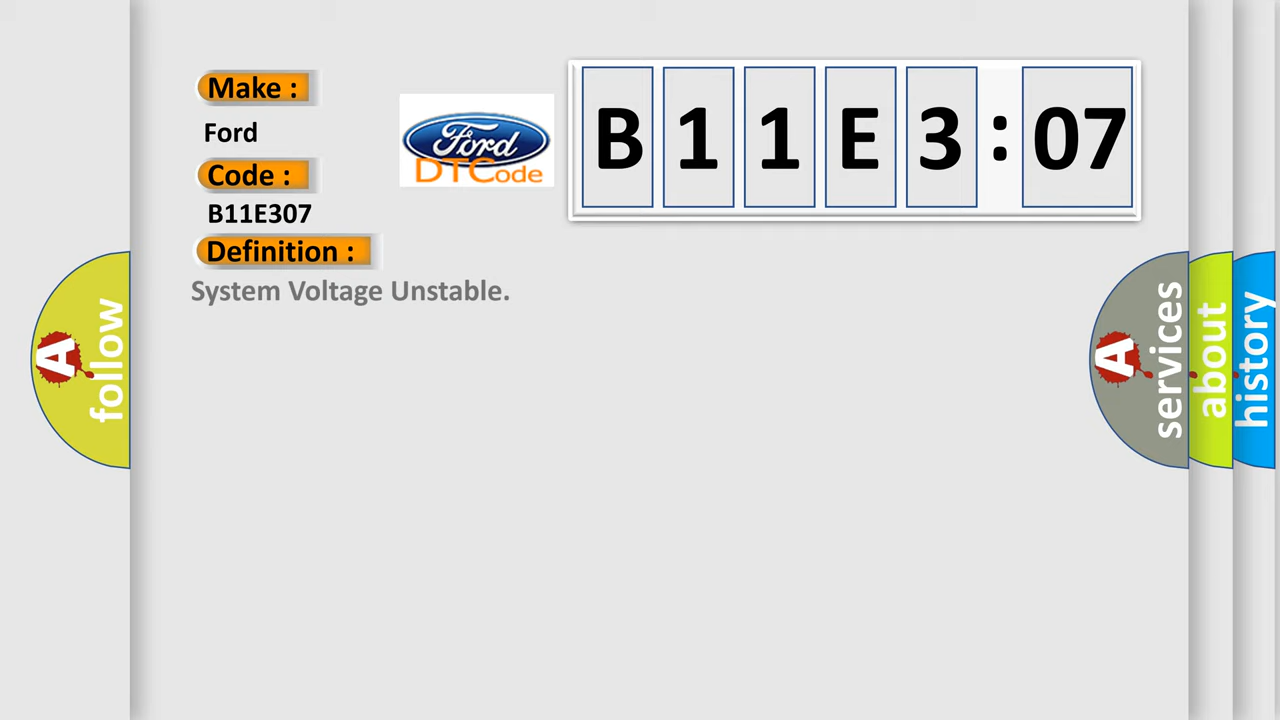 Make :
Ford
Code :
B11E307
Definition :
System Voltage Unstable.
Ford
DTCode
B 1 1 E 3 : 07
A follow
A services
about
history